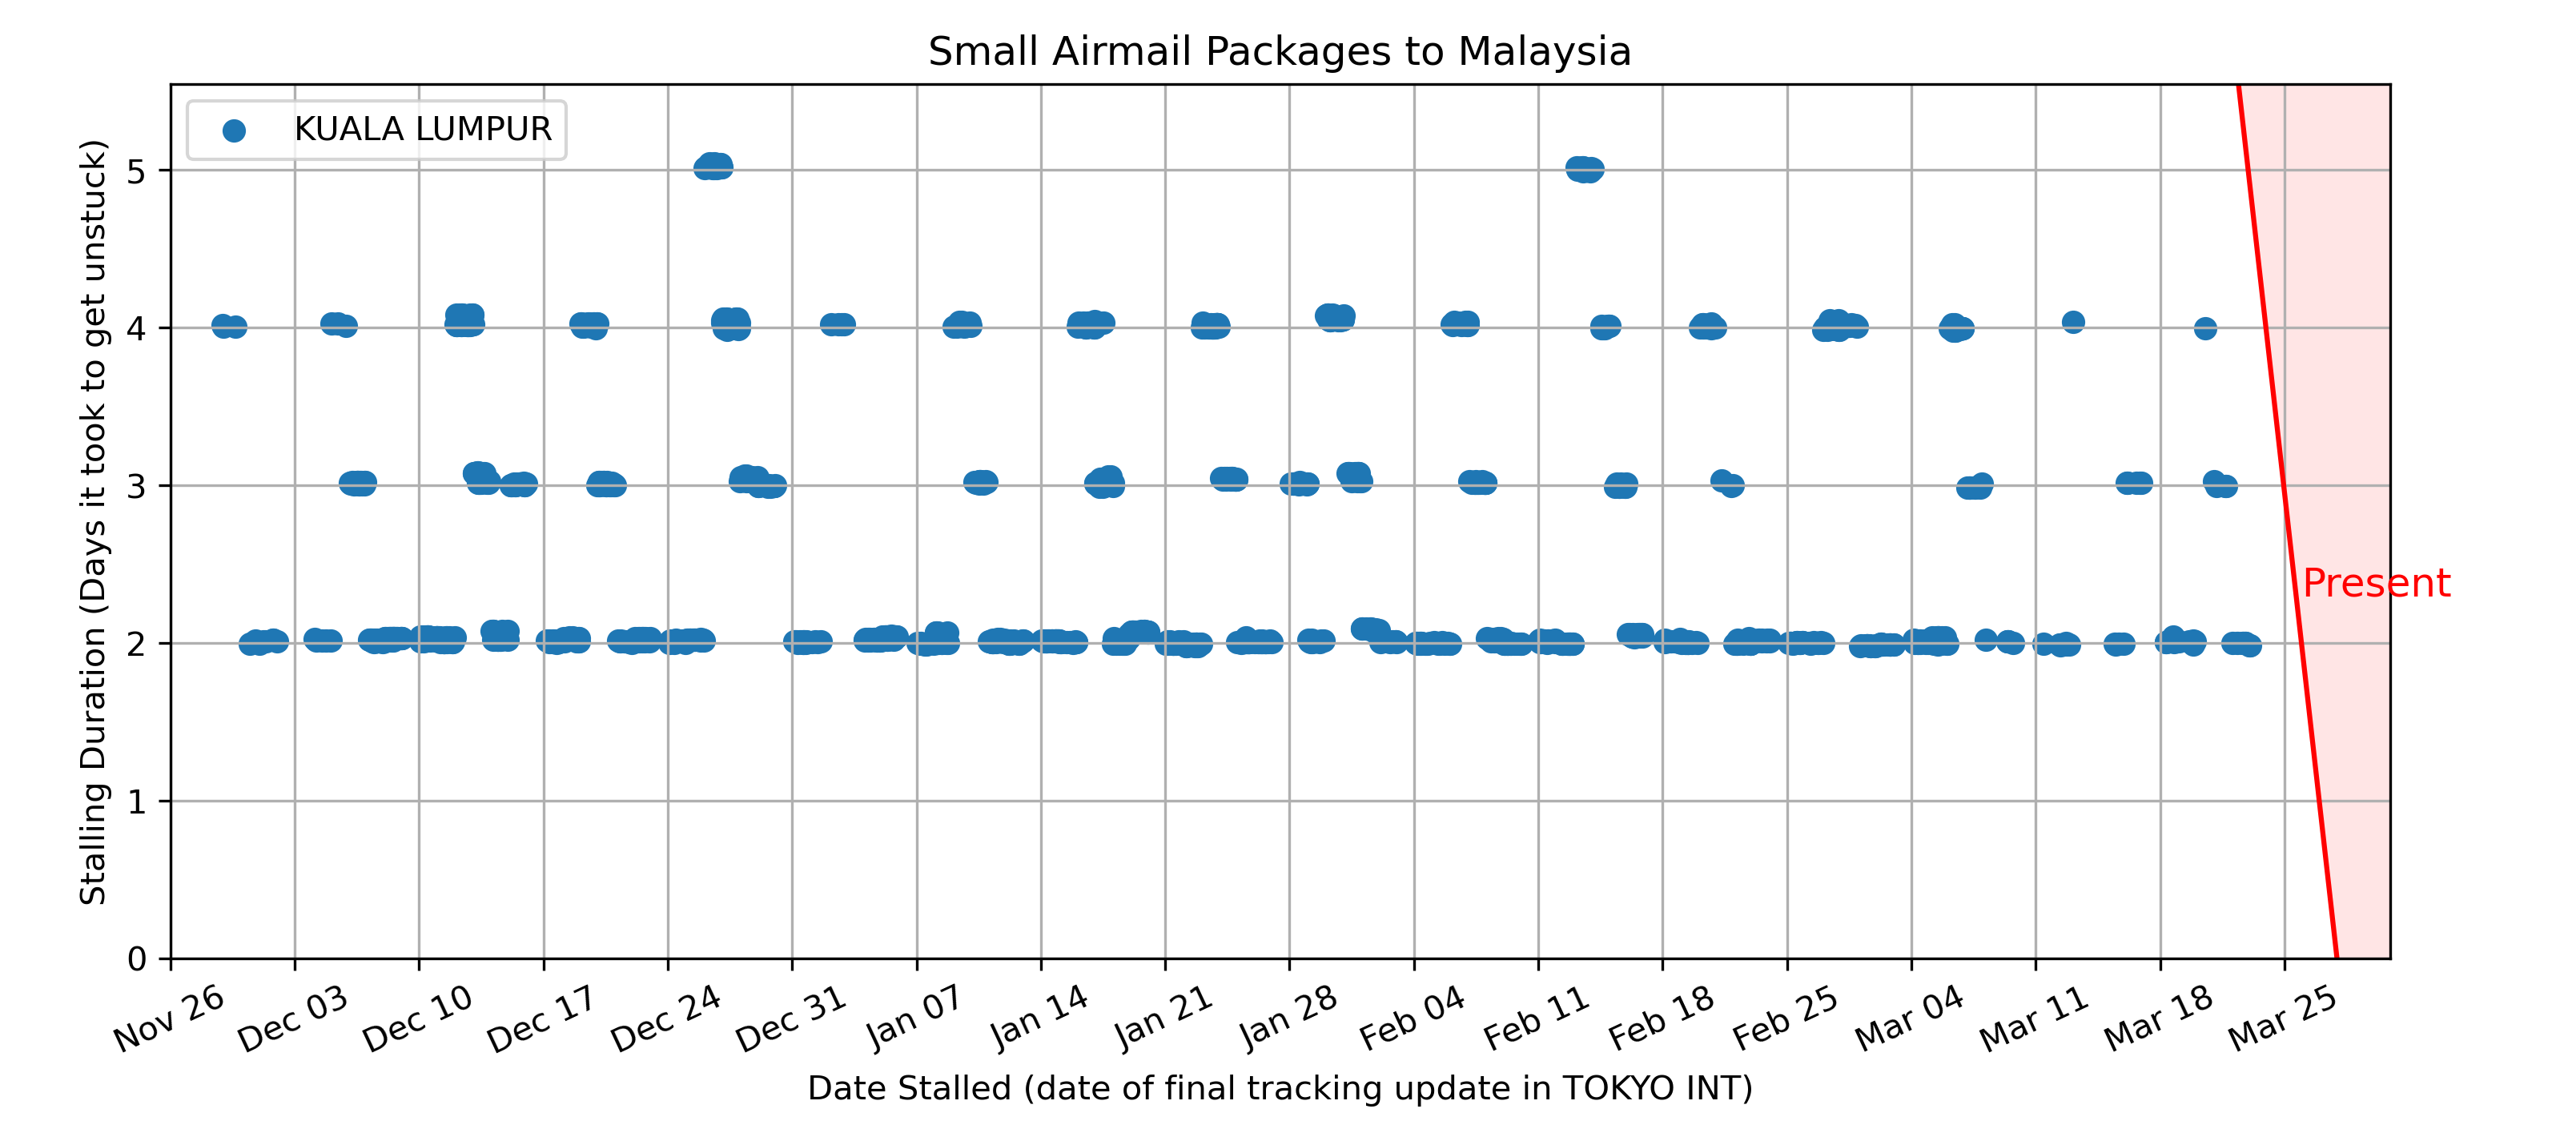 Small Airmail Packages to Malaysia
KUALA LUMPUR
Stalling Duration (Days it took to get unstuck)
5
4
3
2
1
0
Present
Nov 26
Dec 03
Dec 10
Dec 17
Dec 24
Dec 31
Jan 07
Jan 14
Jan 21
Jan 28
Feb 04
Feb 11
Feb 18
Feb 25
Mar 04
Mar 11
Mar 18
Mar 25
Date Stalled (date of final tracking update in TOKYO INT)